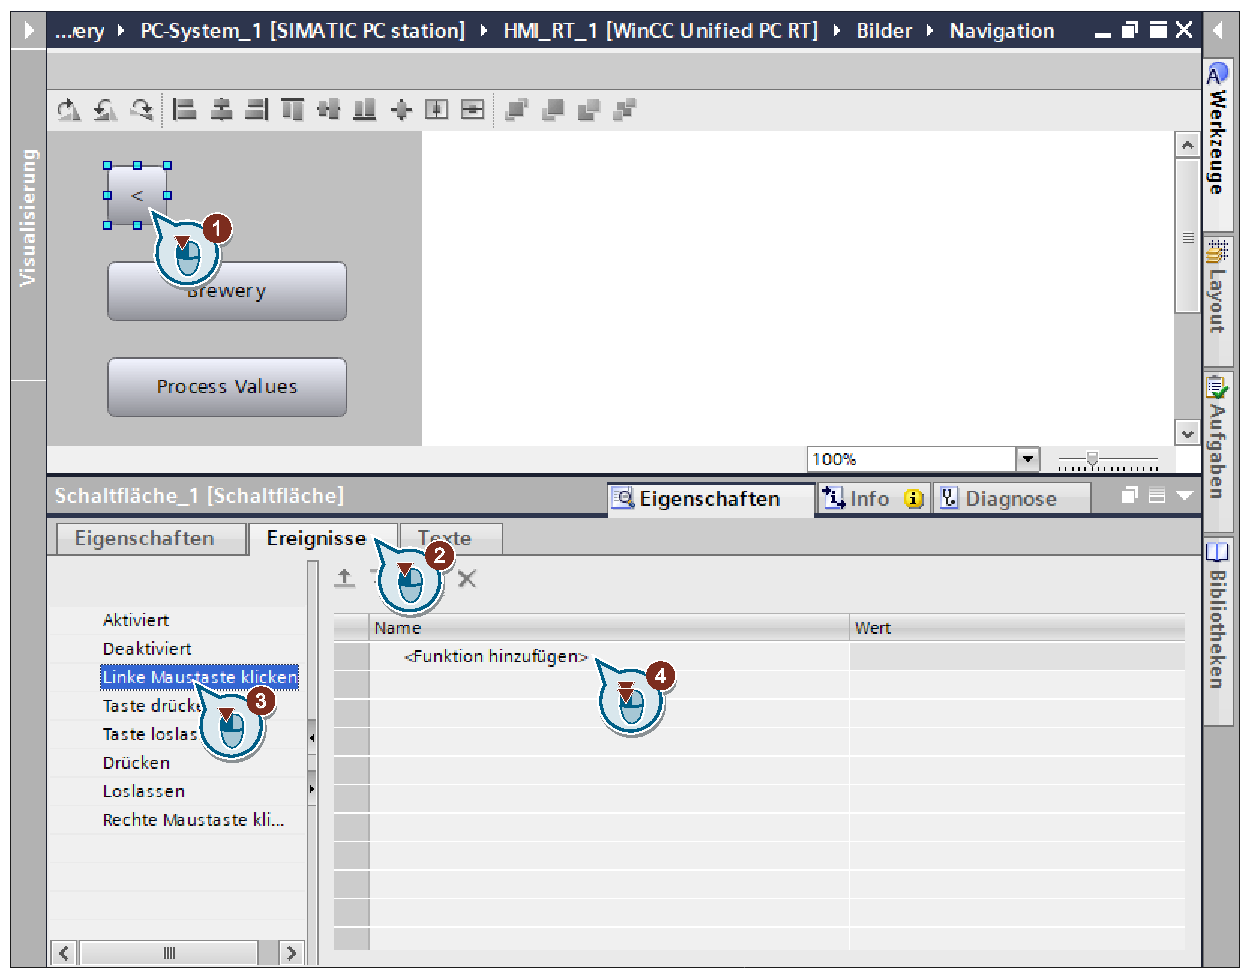 ...ery ▸ PC-System_1 [SIMATIC PC station] ▸ HMI_RT_1 [WinCC Unified PC RT] ▸ Bilder ▸ Navigation
Visualisierung
<
1
Brewery
Process Values
100%
Werkzeuge
Layout
Aufgaben
Bibliotheken
Schaltfläche_1 [Schaltfläche]
Eigenschaften
Info
Diagnose
Eigenschaften
Ereignisse
Texte
2
Aktiviert
Deaktiviert
Linke Maustaste klicken
Taste drücke
Taste loslas
Drücken
Loslassen
Rechte Maustaste kli...
3
Name
Wert
<Funktion hinzufügen>
4